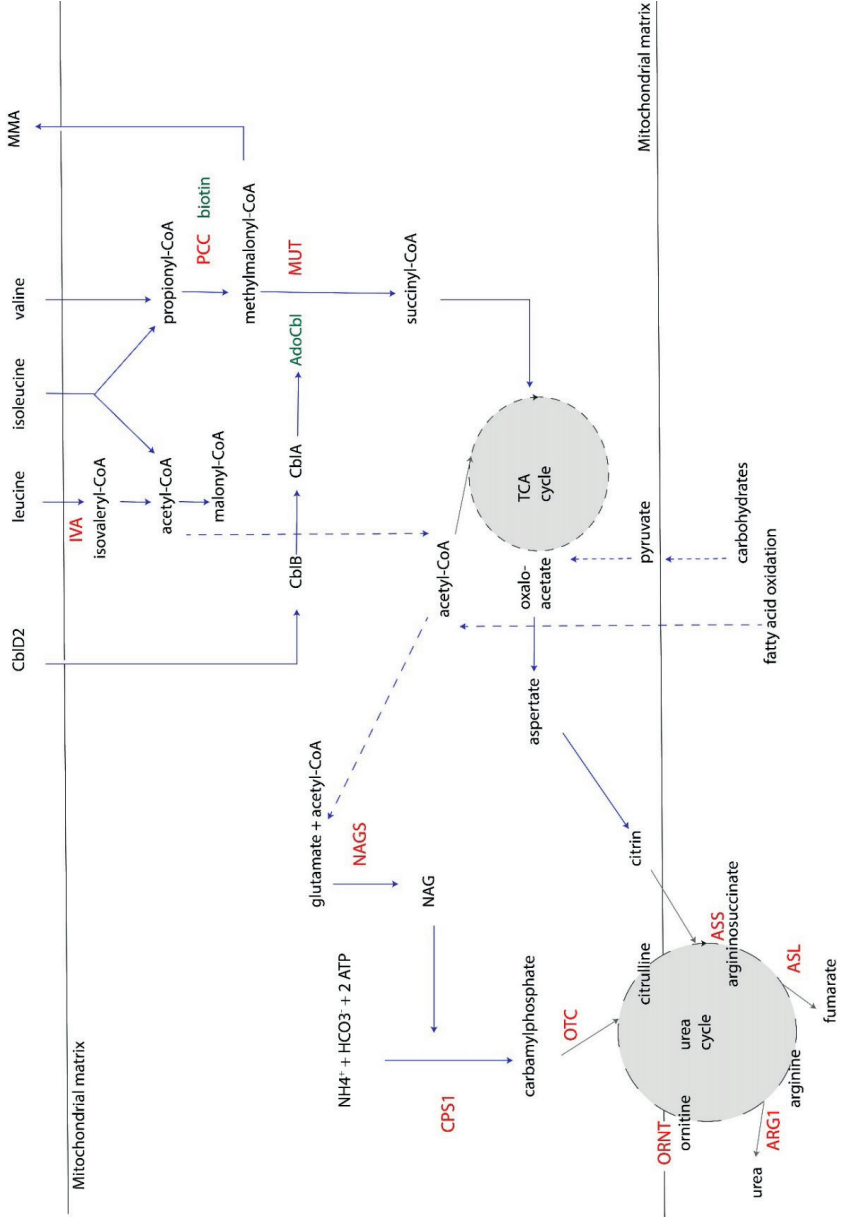 CblD2
leucine
isoleucine
valine
MMA
Mitochondrial matrix
IVA
isovaleryl-CoA
acetyl-CoA
malonyl-CoA
propionyl-CoA
PCC
biotin
methylmalonyl-CoA
CblB
CblA
AdoCbl
MUT
succinyl-CoA
glutamate + acetyl-CoA
NAGS
NAG
NH4+ + HCO3- + 2 ATP
CPS1
carbamylphosphate
OTC
acetyl-CoA
TCA
cycle
oxalo-
acetate
aspertate
citrin
pyruvate
Mitochondrial matrix
carbohydrates
fatty acid oxidation
ORNT
ornitine
citrulline
urea
cycle
ASS
argininosuccinate
ASL
fumarate
arginine
ARG1
urea